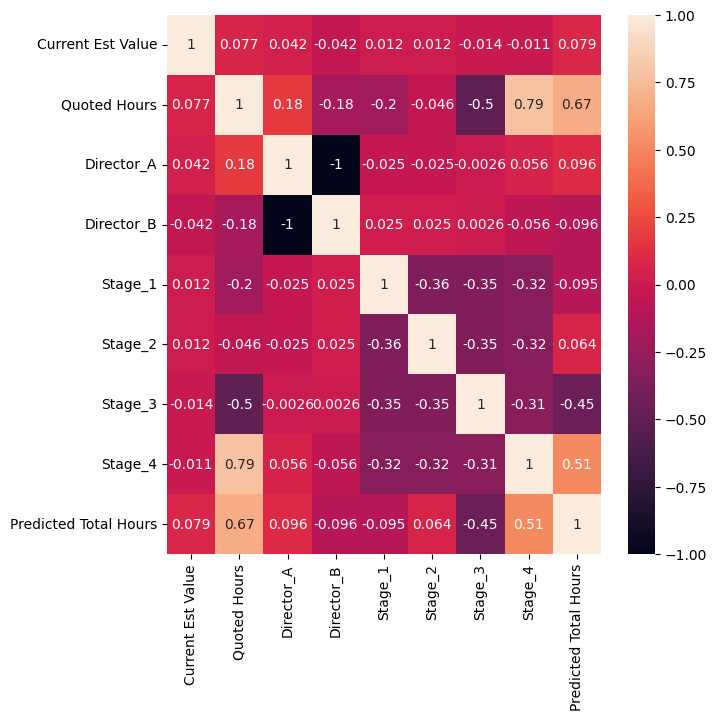 Current Est Value 1 0.077 0.042 -0.042 0.012 0.012 -0.014 -0.011 0.079
Quoted Hours 0.077 1 0.18 -0.18 -0.2 -0.046 -0.5 0.79 0.67
Director_A 0.042 0.18 1 -1 -0.025 -0.025 -0.0026 0.056 0.096
Director_B -0.042 -0.18 -1 1 0.025 0.025 0.0026 -0.056 -0.096
Stage_1 0.012 -0.2 -0.025 0.025 1 -0.36 -0.35 -0.32 -0.095
Stage_2 0.012 -0.046 -0.025 0.025 -0.36 1 -0.35 -0.32 0.064
Stage_3 -0.014 -0.5 -0.0026 0.0026 -0.35 -0.35 1 -0.31 -0.45
Stage_4 -0.011 0.79 0.056 -0.056 -0.32 -0.32 -0.31 1 0.51
Predicted Total Hours 0.079 0.67 0.096 -0.096 -0.095 0.064 -0.45 0.51 1
Current Est Value
Quoted Hours
Director_A
Director_B
Stage_1
Stage_2
Stage_3
Stage_4
Predicted Total Hours
1.00
0.75
0.50
0.25
0.00
-0.25
-0.50
-0.75
-1.00